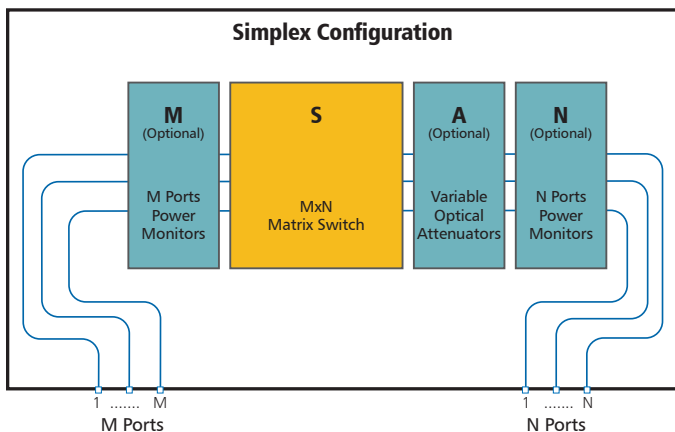 Simplex Configuration
M
(Optional)
M Ports
Power
Monitors
S
MxN
Matrix Switch
A
(Optional)
Variable
Optical
Attenuators
N
(Optional)
N Ports
Power
Monitors
1 ....... M
M Ports
1 ....... N
N Ports